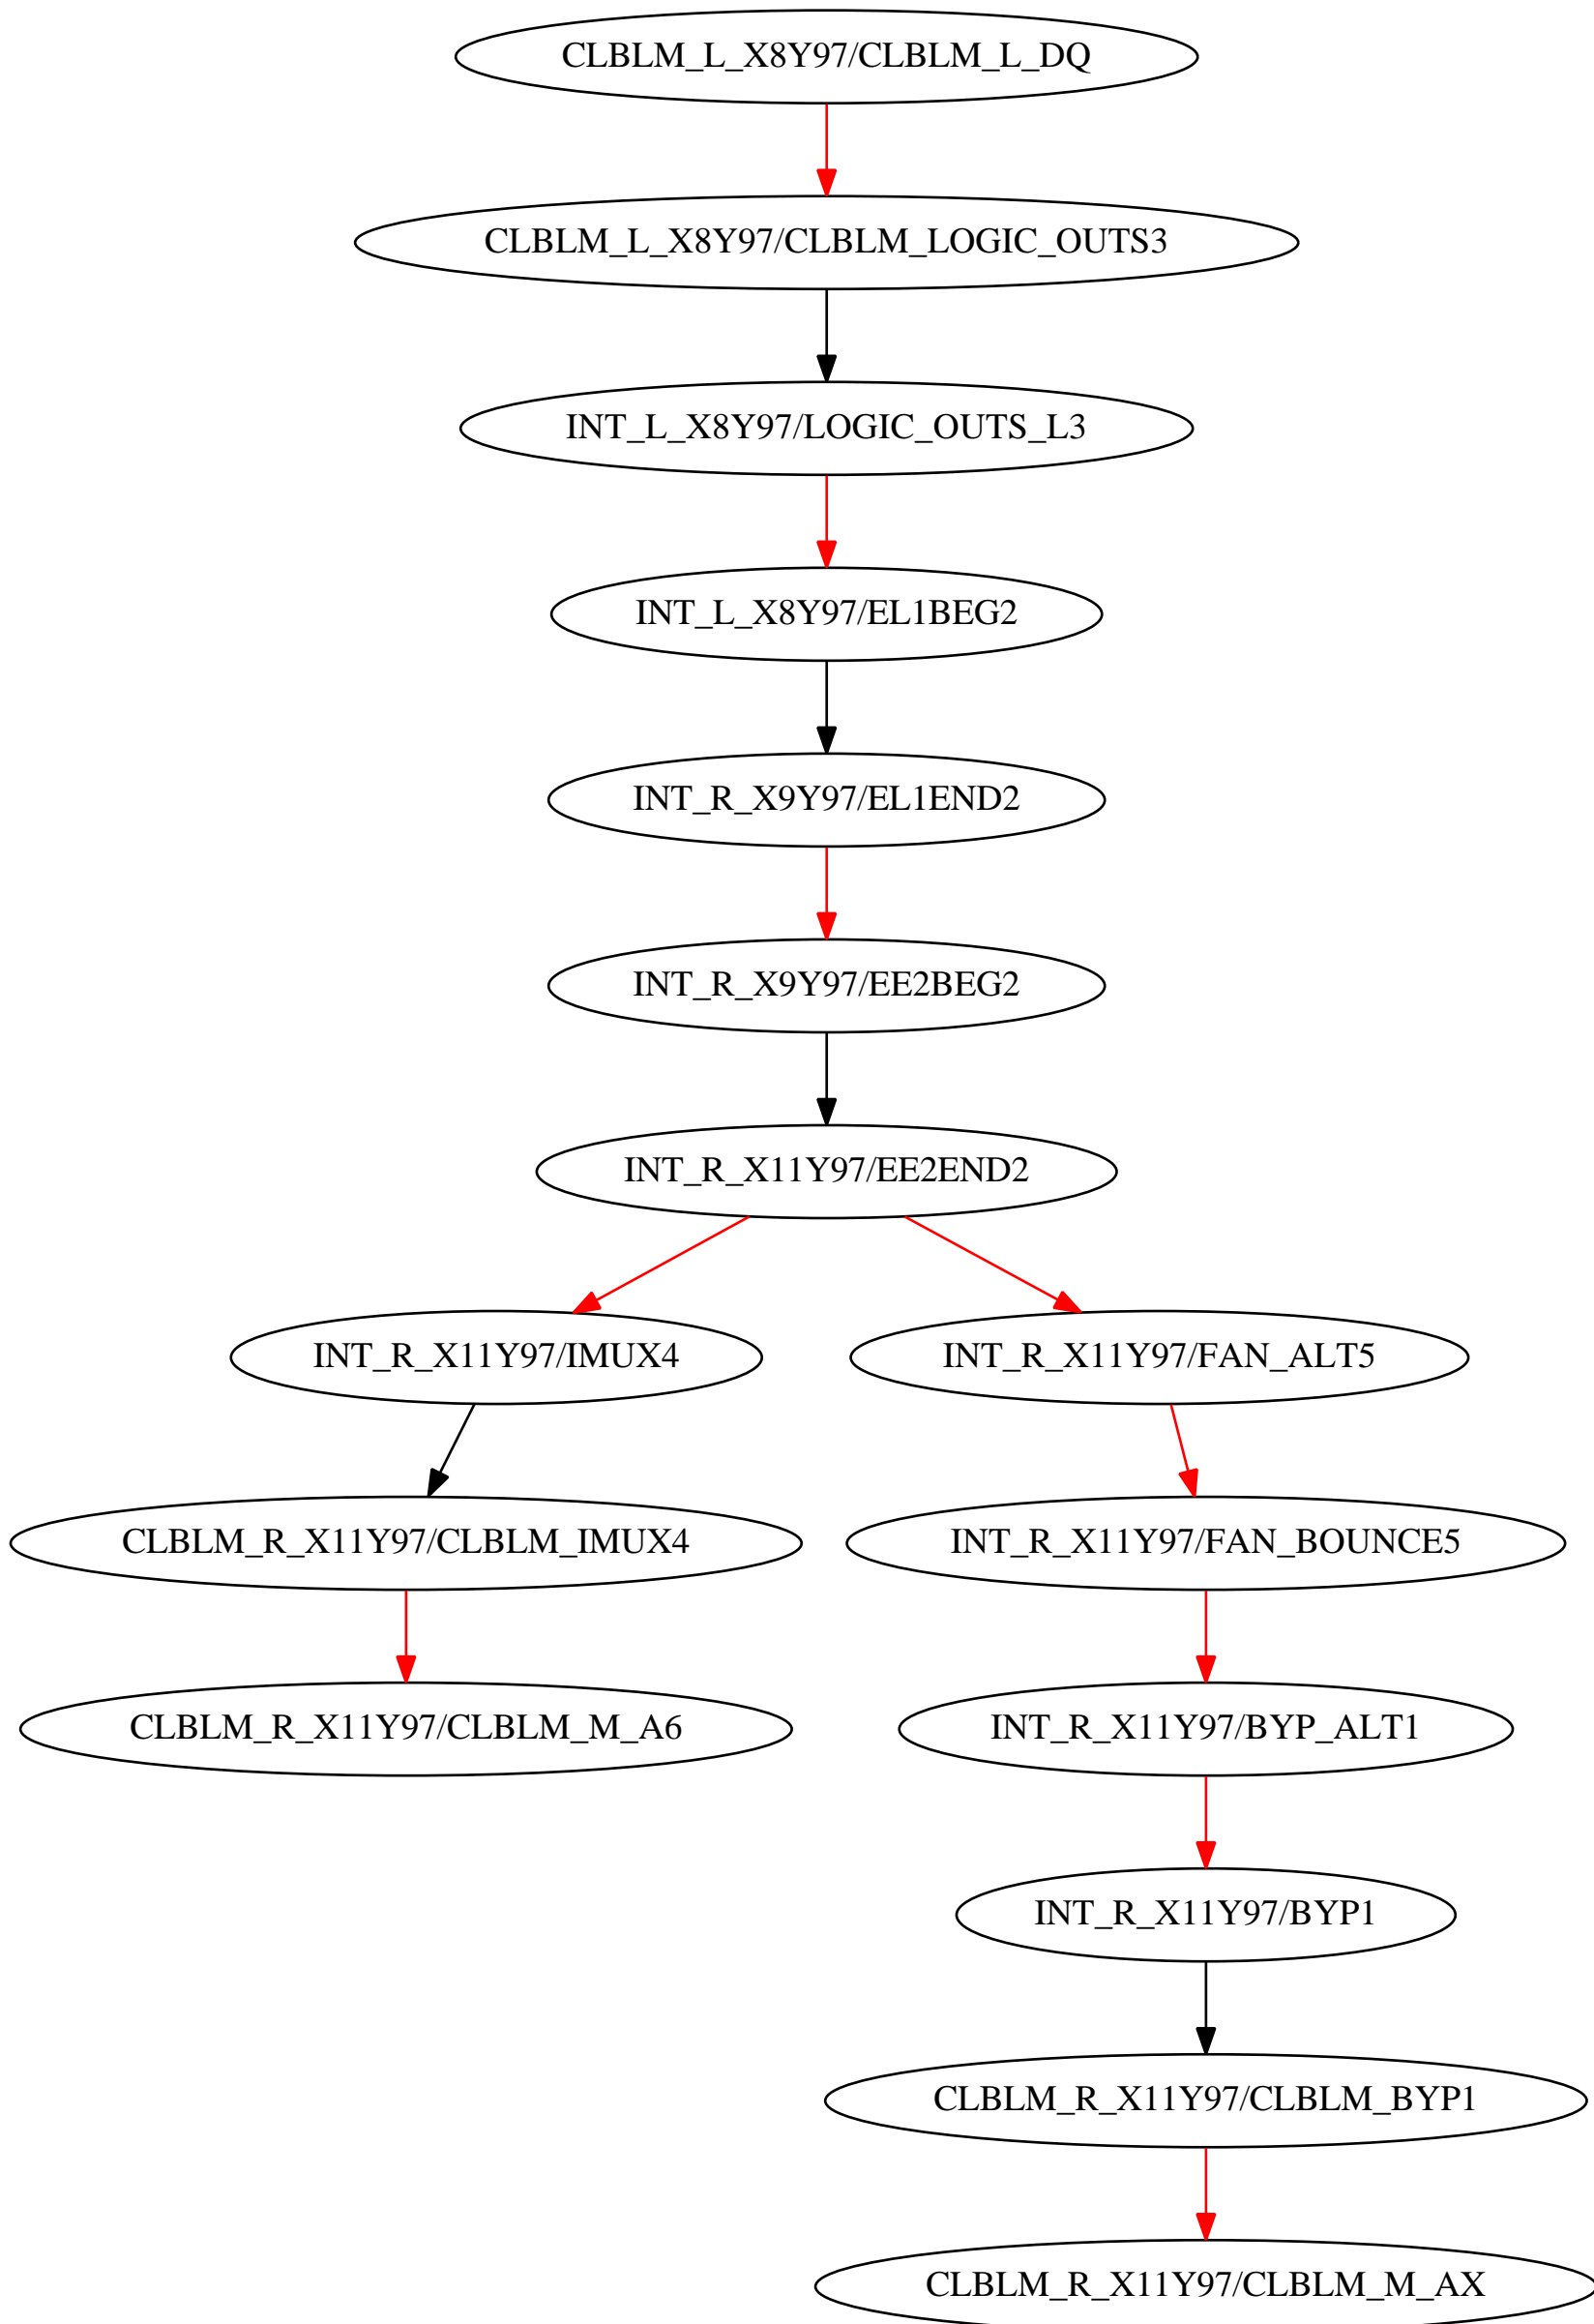 CLBLM_L_X8Y97/CLBLM_L_DQ
CLBLM_L_X8Y97/CLBLM_LOGIC_OUTS3
INT_L_X8Y97/LOGIC_OUTS_L3
INT_L_X8Y97/EL1BEG2
INT_R_X9Y97/EL1END2
INT_R_X9Y97/EE2BEG2
INT_R_X11Y97/EE2END2
INT_R_X11Y97/IMUX4
INT_R_X11Y97/FAN_ALT5
CLBLM_R_X11Y97/CLBLM_IMUX4
INT_R_X11Y97/FAN_BOUNCE5
CLBLM_R_X11Y97/CLBLM_M_A6
INT_R_X11Y97/BYP_ALT1
INT_R_X11Y97/BYP1
CLBLM_R_X11Y97/CLBLM_BYP1
CLBLM_R_X11Y97/CLBLM_M_AX